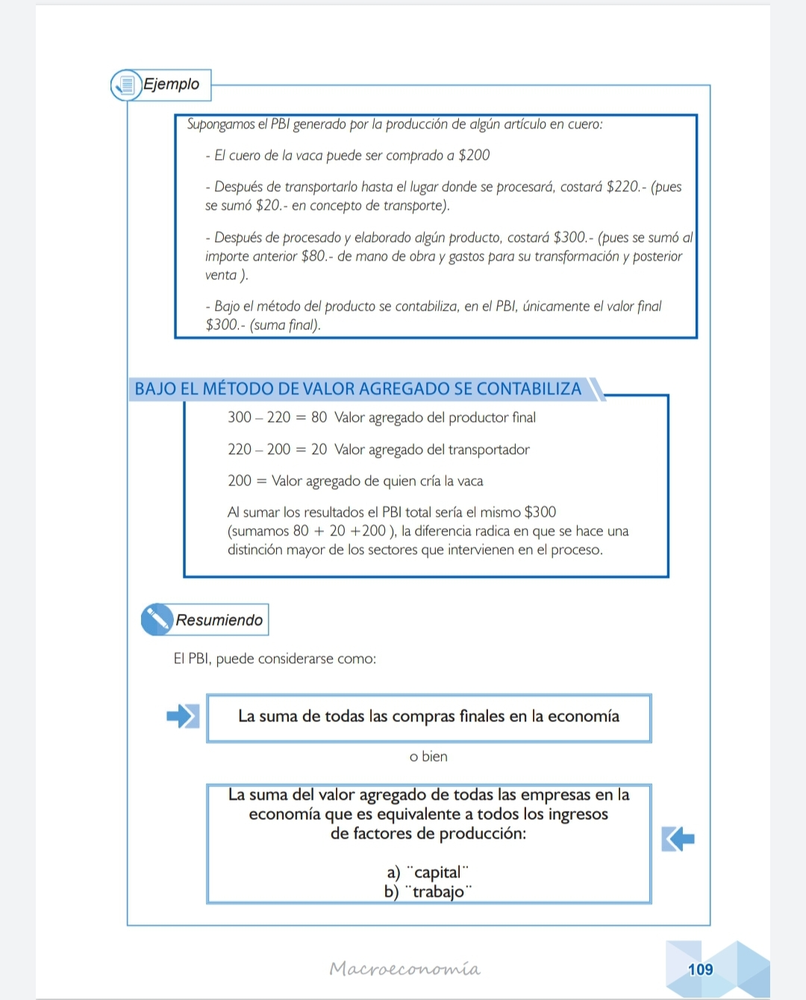 Ejemplo
Supongamos el PBI generado por la producción de algún artículo en cuero:
- El cuero de la vaca puede ser comprado a $200
- Después de transportarlo hasta el lugar donde se procesará, costará $220.- (pues
se sumó $20.- en concepto de transporte).
- Después de procesado y elaborado algún producto, costará $300.- (pues se sumó al
importe anterior $80.- de mano de obra y gastos para su transformación y posterior
venta ).
- Bajo el método del producto se contabiliza, en el PBI, únicamente el valor final
$300.- (suma final).
BAJO EL MÉTODO DE VALOR AGREGADO SE CONTABILIZA
300 – 220 = 80 Valor agregado del productor final
220 – 200 = 20 Valor agregado del transportador
200 = Valor agregado de quien cría la vaca
Al sumar los resultados el PBI total sería el mismo $300
(sumamos 80 + 20 +200 ), la diferencia radica en que se hace una
distinción mayor de los sectores que intervienen en el proceso.
Resumiendo
El PBI, puede considerarse como:
La suma de todas las compras finales en la economía
o bien
La suma del valor agregado de todas las empresas en la
economía que es equivalente a todos los ingresos
de factores de producción:
a) ¨capital¨
b) ¨trabajo¨
Macroeconomía
109